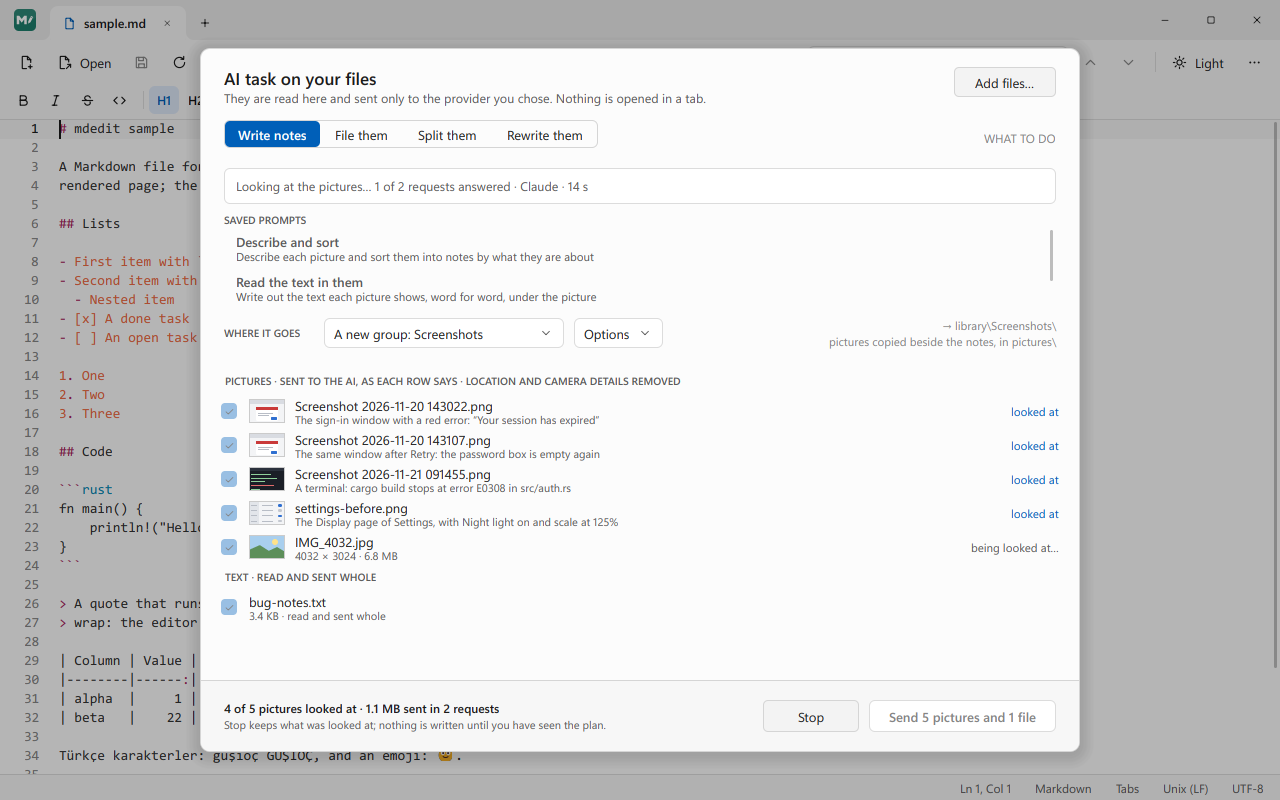 sample.md
Open
Light
B I S <> H1 H2
AI task on your files
They are read here and sent only to the provider you chose. Nothing is opened in a tab.
Add files...
Write notes File them Split them Rewrite them
WHAT TO DO
Looking at the pictures... 1 of 2 requests answered · Claude · 14 s
SAVED PROMPTS
Describe and sort
Describe each picture and sort them into notes by what they are about
Read the text in them
Write out the text each picture shows, word for word, under the picture
WHERE IT GOES A new group: Screenshots Options
→ library\Screenshots\
pictures copied beside the notes, in pictures\
PICTURES · SENT TO THE AI, AS EACH ROW SAYS · LOCATION AND CAMERA DETAILS REMOVED
Screenshot 2026-11-20 143022.png
The sign-in window with a red error: “Your session has expired”
looked at
Screenshot 2026-11-20 143107.png
The same window after Retry: the password box is empty again
looked at
Screenshot 2026-11-21 091455.png
A terminal: cargo build stops at error E0308 in src/auth.rs
looked at
settings-before.png
The Display page of Settings, with Night light on and scale at 125%
looked at
IMG_4032.jpg
4032 × 3024 · 6.8 MB
being looked at...
TEXT · READ AND SENT WHOLE
bug-notes.txt
3.4 KB · read and sent whole
4 of 5 pictures looked at · 1.1 MB sent in 2 requests
Stop keeps what was looked at; nothing is written until you have seen the plan.
Stop
Send 5 pictures and 1 file
1 # mdedit sample
2
3 A Markdown file for
4 rendered page; the
5
6 ## Lists
7
8 - First item with
9 - Second item with
10 - Nested item
11 - [x] A done task
12 - [ ] An open task
13
14 1. One
15 2. Two
16 3. Three
17
18 ## Code
19
20 ```rust
21 fn main() {
22 println!("Hello
23 }
24 ```
25
26 > A quote that runs
27 > wrap: the editor
28
29 | Column | Value |
30 |--------|------:|
31 | alpha | 1 |
32 | beta | 22 |
33
34 Türkçe karakterler: ğüşıöç ĞÜŞİÖÇ, and an emoji: 🙂.
35
Ln 1, Col 1 Markdown Tabs Unix (LF) UTF-8